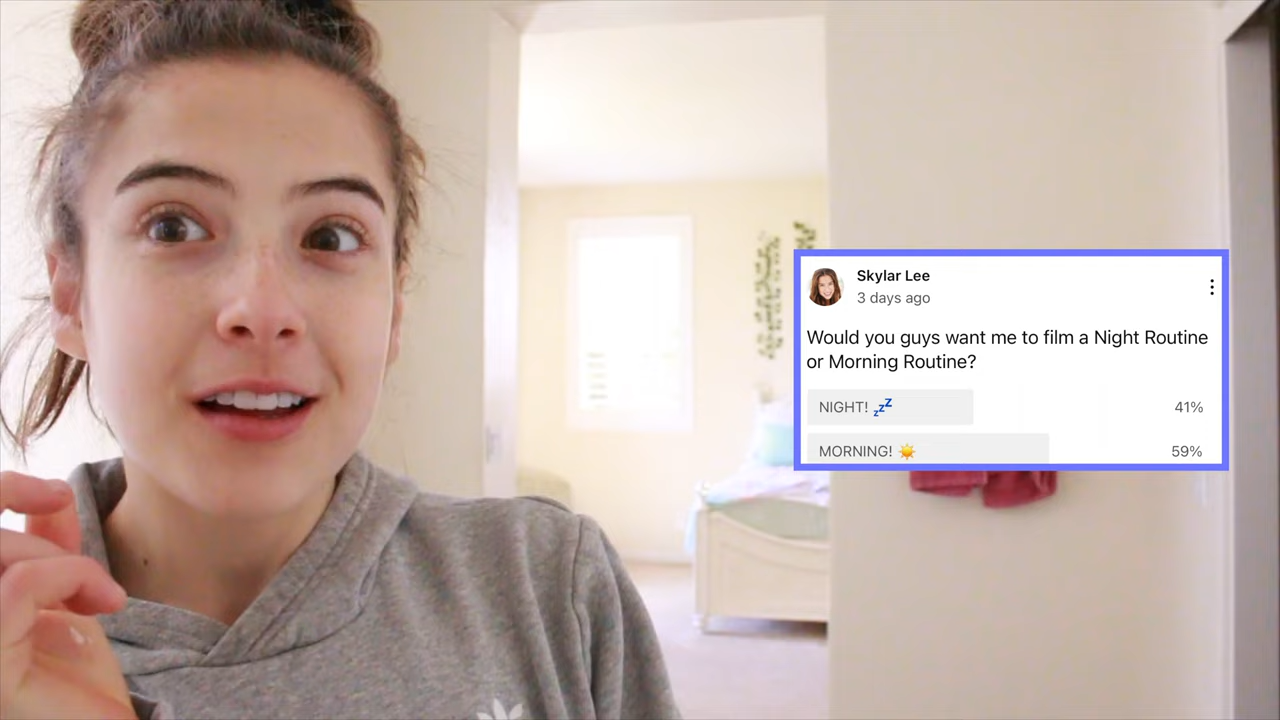 Skylar Lee
3 days ago
Would you guys want me to film a Night Routine
or Morning Routine?
NIGHT! 💤 41%
MORNING! ☀️ 59%